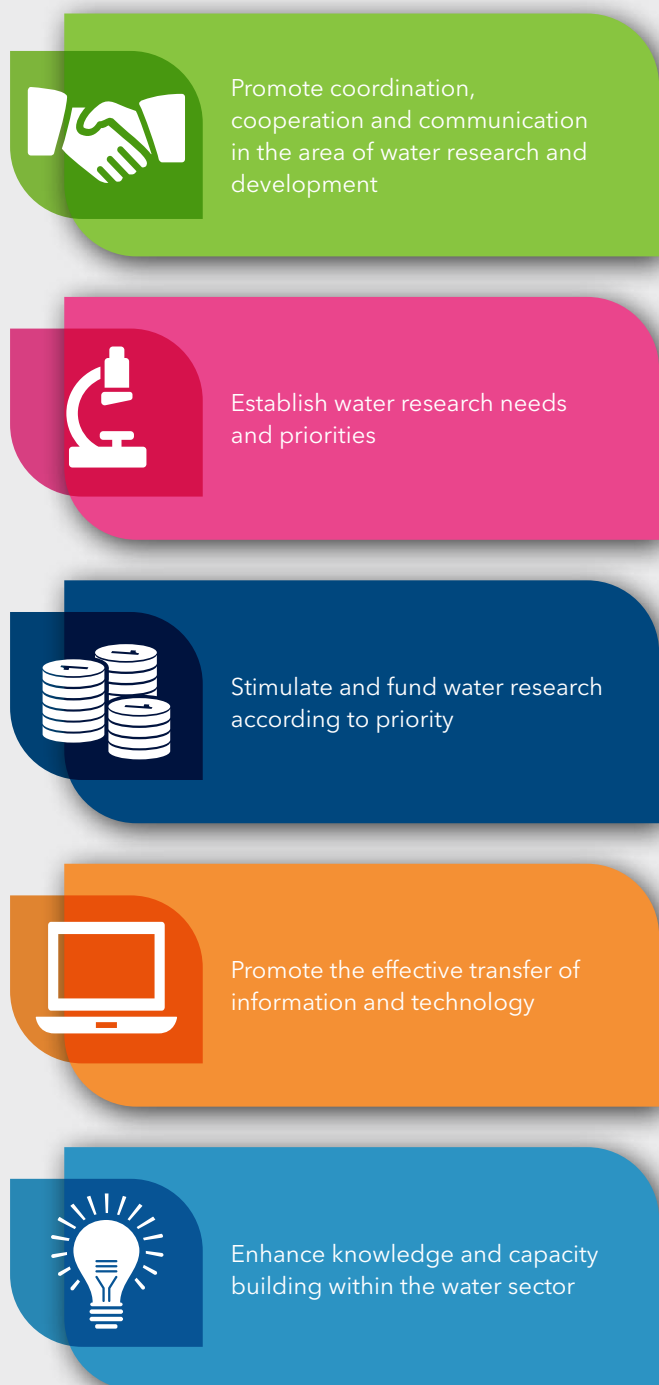 Promote coordination,
cooperation and communication
in the area of water research and
development
Establish water research needs
and priorities
Stimulate and fund water research
according to priority
Promote the effective transfer of
information and technology
Enhance knowledge and capacity
building within the water sector